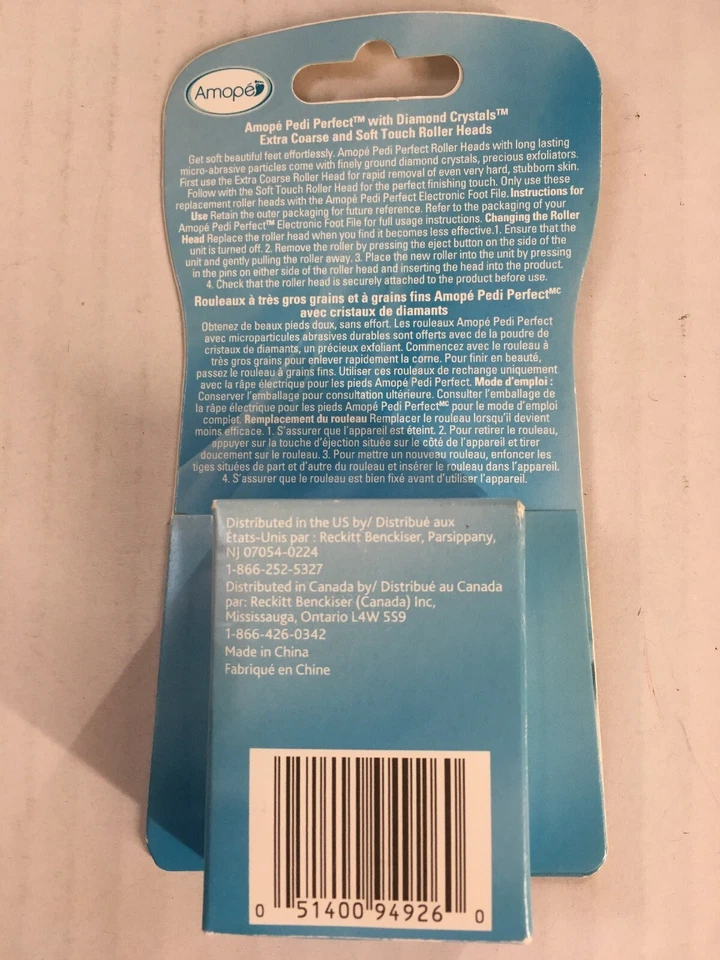 Amopé
Amopé Pedi Perfect™ with Diamond Crystals™
Extra Coarse and Soft Touch Roller Heads
Get soft beautiful feet effortlessly. Amopé Pedi Perfect Roller Heads with long lasting
micro-abrasive particles come with finely ground diamond crystals, precious exfoliators.
First use the Extra Coarse Roller Head for rapid removal of even very hard, stubborn skin.
Follow with the Soft Touch Roller Head for the perfect finishing touch. Only use these
replacement roller heads with the Amopé Pedi Perfect Electronic Foot File. Instructions for
Use Retain the outer packaging for future reference. Refer to the packaging of your
Amopé Pedi Perfect™ Electronic Foot File for full usage instructions. Changing the Roller
Head Replace the roller head when you find it becomes less effective.1. Ensure that the
unit is turned off. 2. Remove the roller by pressing the eject button on the side of the
unit and gently pulling the roller away. 3. Place the new roller into the unit by pressing
in the pins on either side of the roller head and inserting the head into the product.
4. Check that the roller head is securely attached to the product before use.
Rouleaux à très gros grains et à grains fins Amopé Pedi Perfect^MC
avec cristaux de diamants
Obtenez de beaux pieds doux, sans effort. Les rouleaux Amopé Pedi Perfect
avec microparticules abrasives durables sont offerts avec de la poudre de
cristaux de diamants, un précieux exfoliant. Commencez avec le rouleau à
très gros grains pour enlever rapidement la corne. Pour finir en beauté,
passez le rouleau à grains fins. Utiliser ces rouleaux de rechange uniquement
avec la râpe électrique pour les pieds Amopé Pedi Perfect. Mode d'emploi :
Conserver l'emballage pour consultation ultérieure. Consulter l'emballage de
la râpe électrique pour les pieds Amopé Pedi Perfect^MC pour le mode d'emploi
complet. Remplacement du rouleau Remplacer le rouleau lorsqu'il devient
moins efficace. 1. S'assurer que l'appareil est éteint. 2. Pour retirer le rouleau,
appuyer sur la touche d'éjection située sur le côté de l'appareil et tirer
doucement sur le rouleau. 3. Pour mettre un nouveau rouleau, enfoncer les
tiges situées de part et d'autre du rouleau et insérer le rouleau dans l'appareil.
4. S'assurer que le rouleau est bien fixé avant d'utiliser l'appareil.
Distributed in the US by/ Distribué aux
États-Unis par : Reckitt Benckiser, Parsippany,
NJ 07054-0224
1-866-252-5327
Distributed in Canada by/ Distribué au Canada
par: Reckitt Benckiser (Canada) Inc,
Mississauga, Ontario L4W 5S9
1-866-426-0342
Made in China
Fabriqué en Chine
0 51400 94926 0